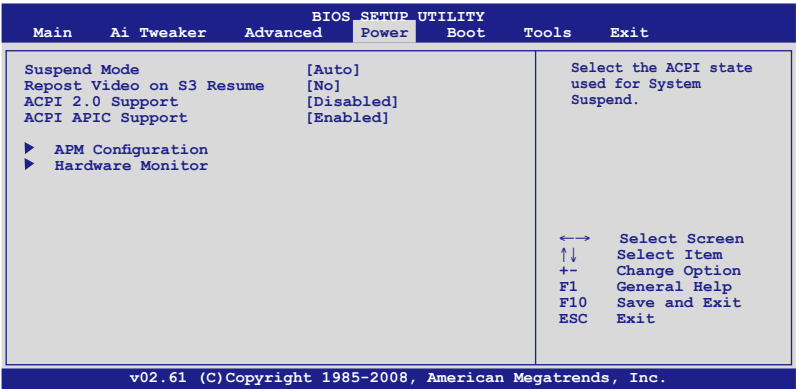 BIOS SETUP UTILITY
Main Ai Tweaker Advanced Power Boot Tools Exit
Suspend Mode [Auto]
Repost Video on S3 Resume [No]
ACPI 2.0 Support [Disabled]
ACPI APIC Support [Enabled]
APM Configuration
Hardware Monitor
Select the ACPI state
used for System
Suspend.
←→ Select Screen
↑↓ Select Item
+- Change Option
F1 General Help
F10 Save and Exit
ESC Exit
v02.61 (C)Copyright 1985-2008, American Megatrends, Inc.